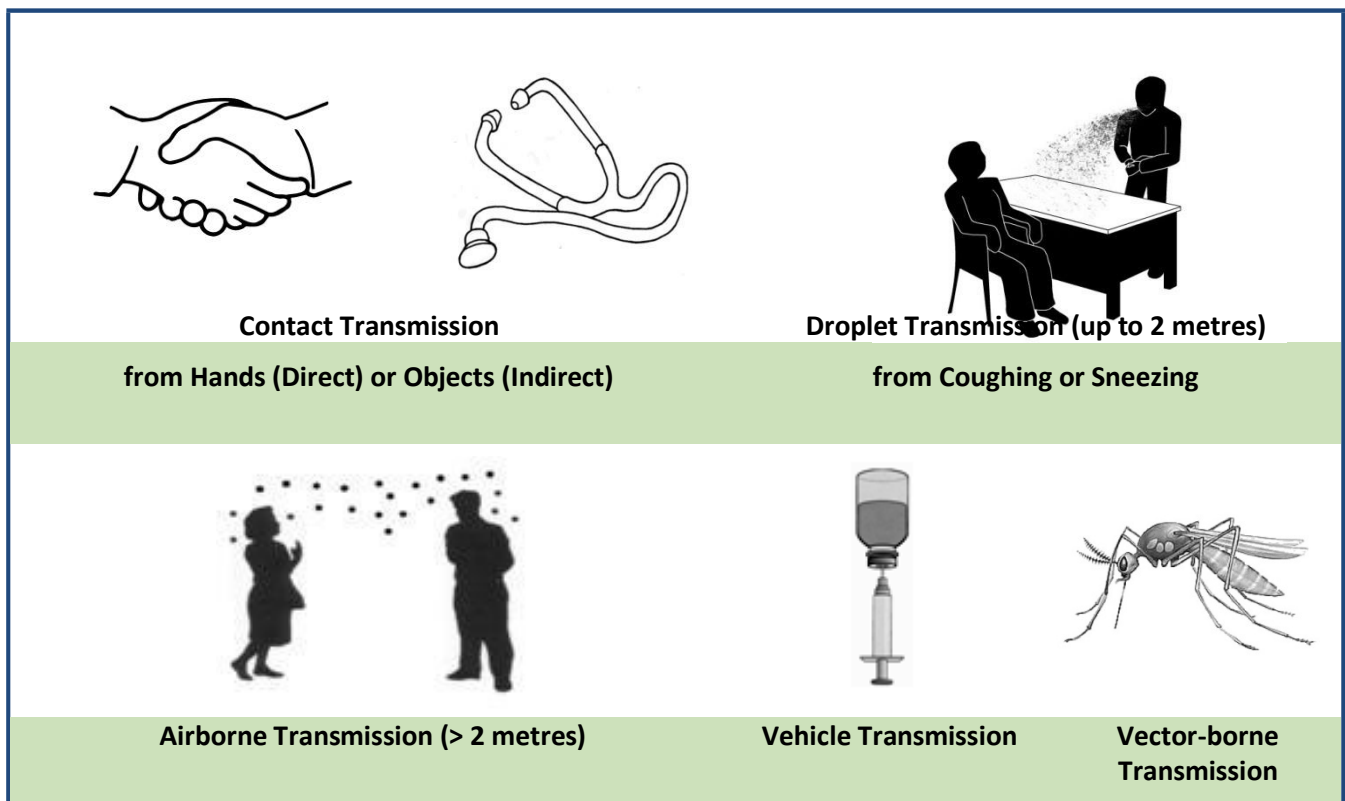 Contact Transmission
from Hands (Direct) or Objects (Indirect)
Droplet Transmission (up to 2 metres)
from Coughing or Sneezing
Airborne Transmission (> 2 metres)
Vehicle Transmission
Vector-borne
Transmission